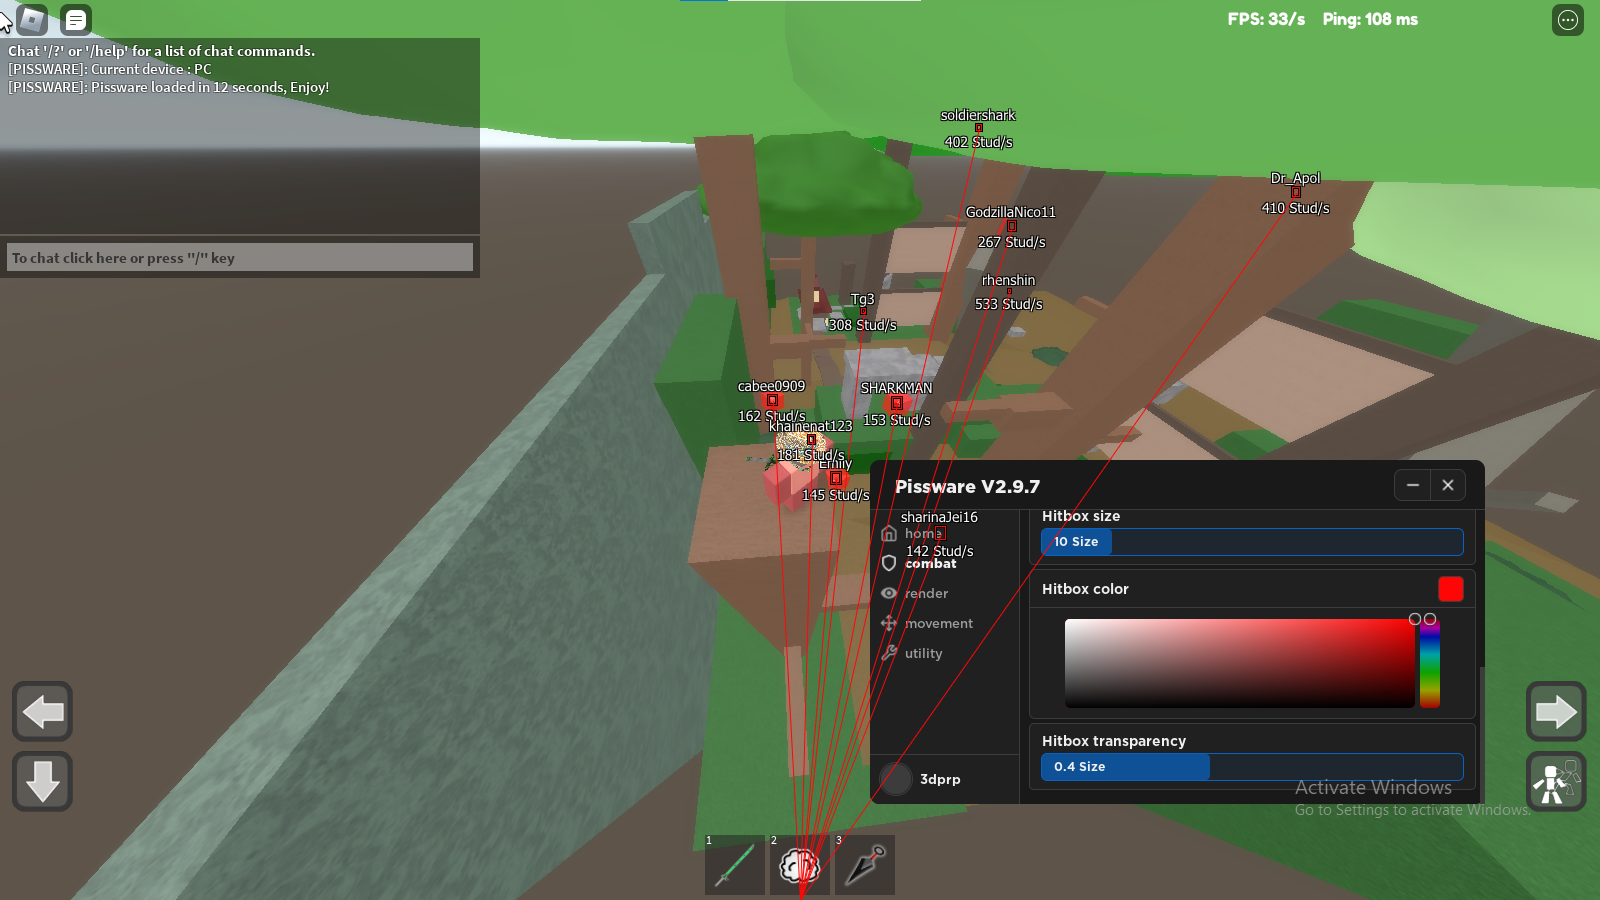 FPS: 33/s Ping: 108 ms
Chat '/?' or '/help' for a list of chat commands.
[PISSWARE]: Current device : PC
[PISSWARE]: Pissware loaded in 12 seconds, Enjoy!
To chat click here or press "/" key
soldiershark
402 Stud/s
Dr_Apol
410 Stud/s
GodzillaNico11
267 Stud/s
rhenshin
533 Stud/s
Tg3
308 Stud/s
cabee0909
162 Stud/s
SHARKMAN
153 Stud/s
khainenat123
181 Stud/s
Emily
145 Stud/s
Pissware V2.9.7
sharinaJei16
142 Stud/s
home
combat
render
movement
utility
3dprp
Hitbox size
10 Size
Hitbox color
Hitbox transparency
0.4 Size
Activate Windows
Go to Settings to activate Windows.
1
2
3